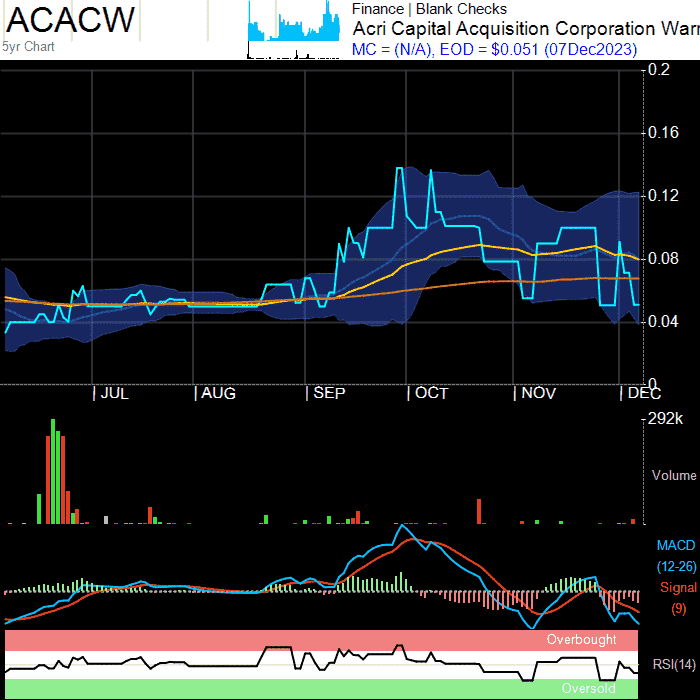 ACACW
5yr Chart
Finance | Blank Checks
Acri Capital Acquisition Corporation Warr
MC = (N/A), EOD = $0.051 (07Dec2023)
0.2
0.16
0.12
0.08
0.04
0
JUL AUG SEP OCT NOV DEC
292k
Volume
MACD
(12-26)
Signal
(9)
Overbought
RSI(14)
Oversold